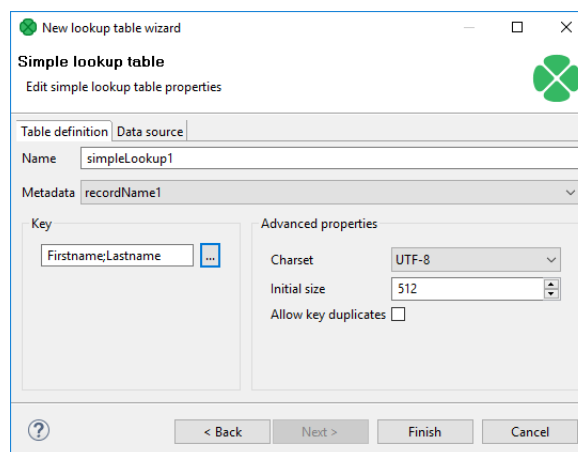 New lookup table wizard
Simple lookup table
Edit simple lookup table properties
Table definition Data source
Name simpleLookup1
Metadata recordName1
Key
Firstname;Lastname ...
Advanced properties
Charset UTF-8
Initial size 512
Allow key duplicates
? < Back Next > Finish Cancel